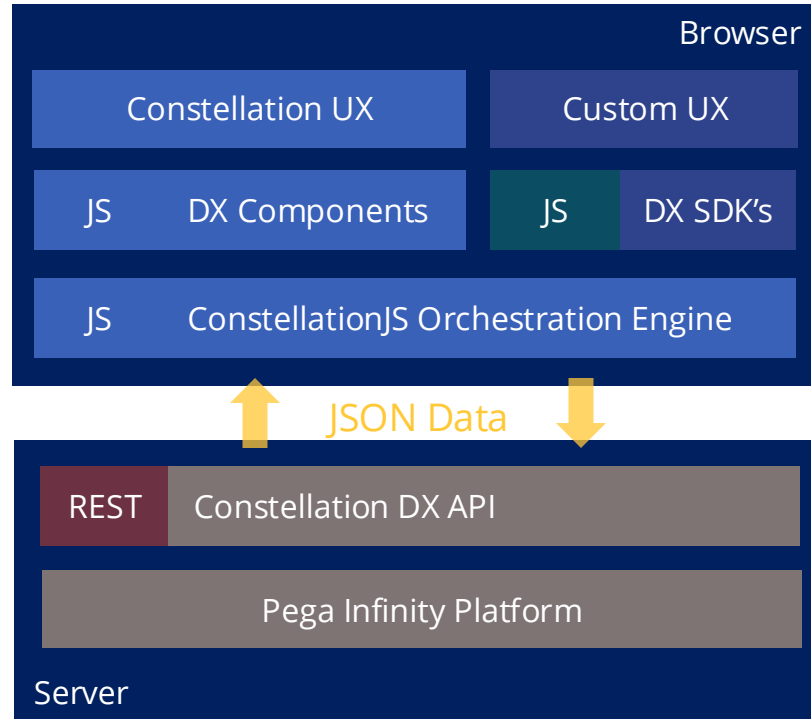 Browser
Constellation UX
Custom UX
JS DX Components
JS DX SDK’s
JS ConstellationJS Orchestration Engine
JSON Data
REST Constellation DX API
Pega Infinity Platform
Server